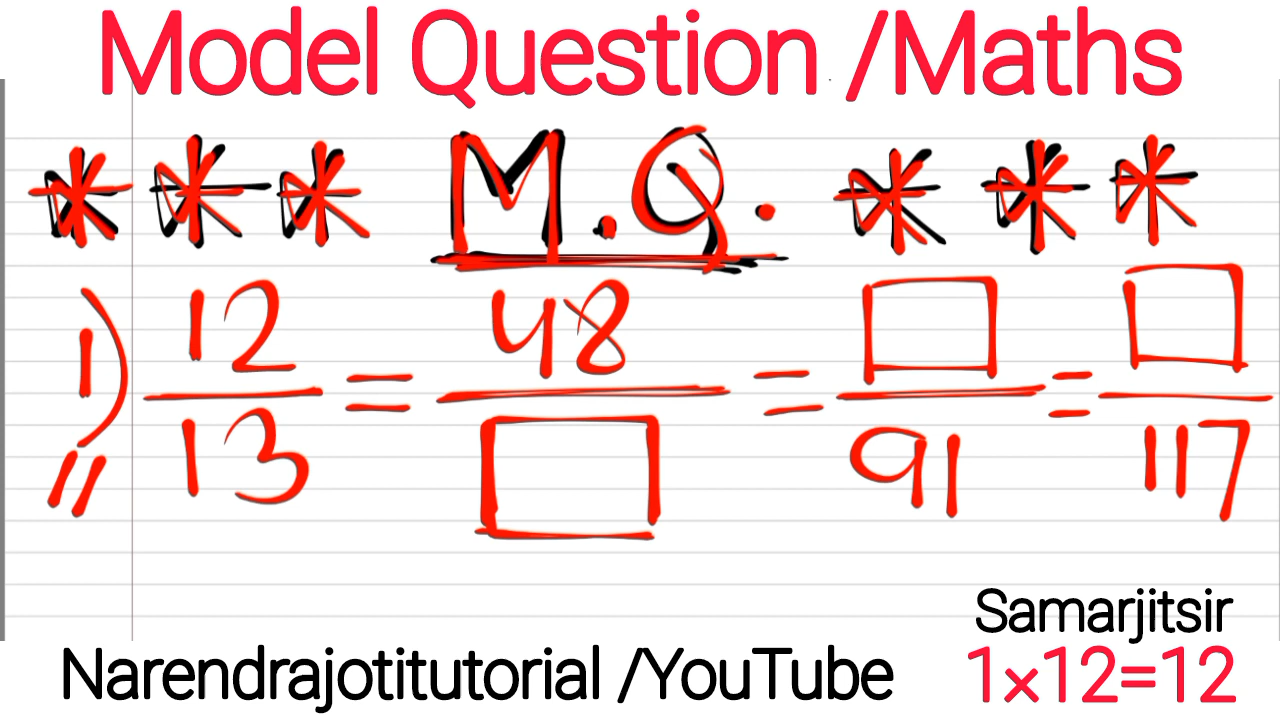 Model Question /Maths
*** M.Q. ***
1) 12/13 = 48/□ = □/91 = □/117
Samarjitsir
Narendrajotitutorial /YouTube 1×12=12